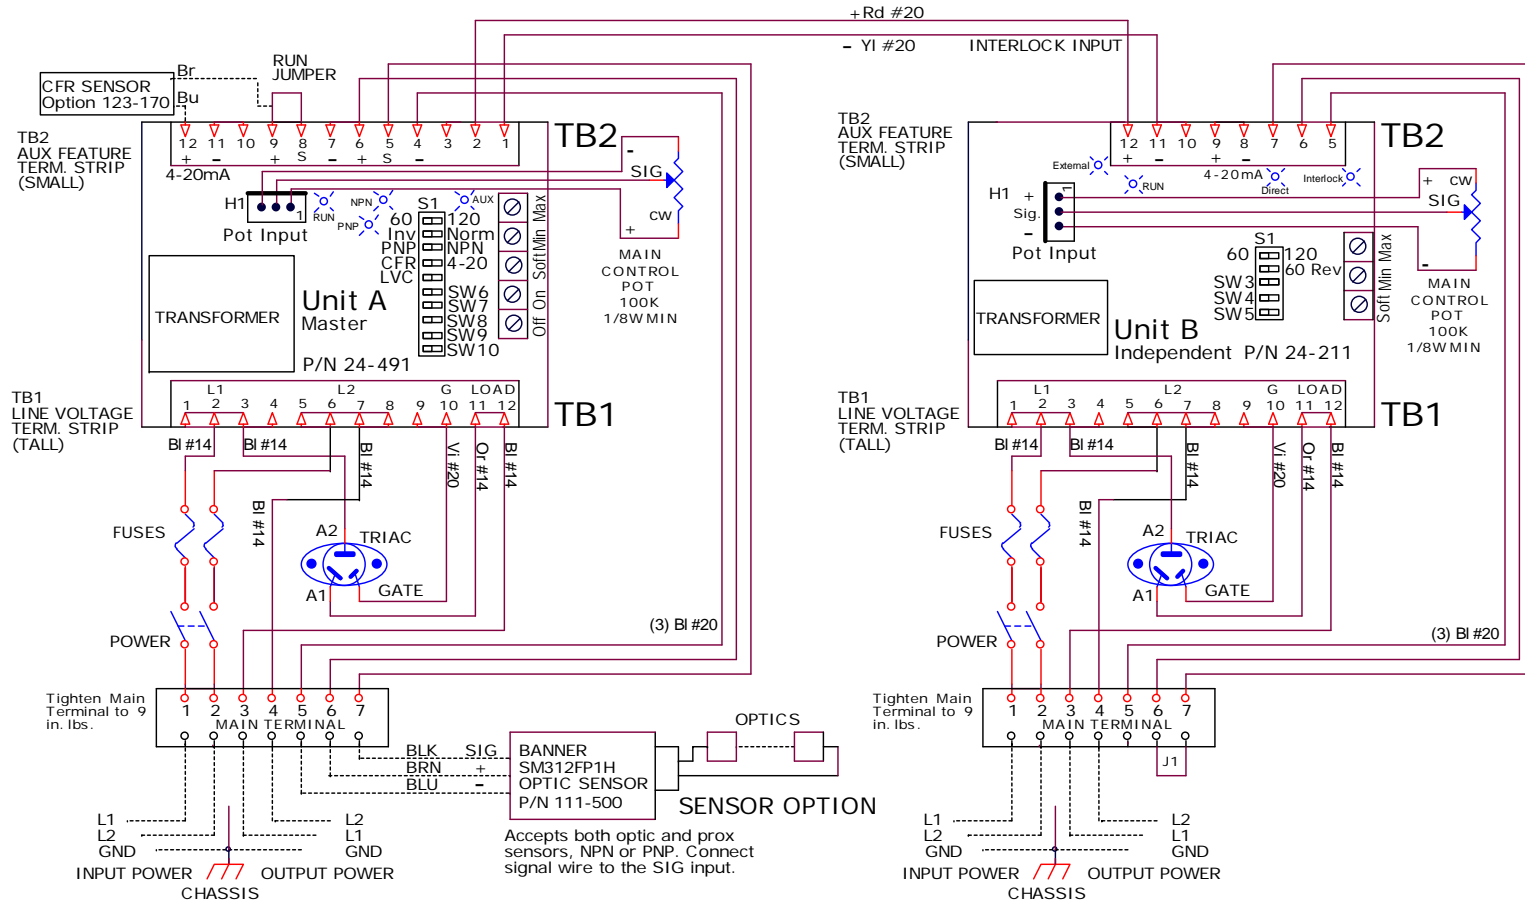 +Rd #20
- Yl #20 INTERLOCK INPUT
CFR SENSOR
Option 123-170
Br
Bu
RUN
JUMPER
TB2
AUX FEATURE
TERM. STRIP
(SMALL)
12 11 10 9 8 7 6 5 4 3 2 1
+ - + S - + S -
4-20mA
TB2
H1
1
Pot Input
RUN
NPN
PNP
AUX
S1
60 120
Inv Norm
PNP NPN
CFR 4-20
LVC
SW6
SW7
SW8
SW9
SW10
Off On Soft Min Max
-
SIG
CW
+
MAIN
CONTROL
POT
100K
1/8W MIN
TRANSFORMER
Unit A
Master
P/N 24-491
TB1
LINE VOLTAGE
TERM. STRIP
(TALL)
L1 L2 G LOAD
1 2 3 4 5 6 7 8 9 10 11 12
TB1
Bl #14
Bl #14
Bl #14
Bl #14
Vi #20
Or #14
Bl #14
FUSES
A2
TRIAC
A1
GATE
POWER
(3) Bl #20
Tighten Main
Terminal to 9
in. lbs.
1 2 3 4 5 6 7
MAIN TERMINAL
L1
L2
GND
INPUT POWER
CHASSIS
L2
L1
GND
OUTPUT POWER
BLK SIG
BRN +
BLU -
BANNER
SM312FP1H
OPTIC SENSOR
P/N 111-500
OPTICS
SENSOR OPTION
Accepts both optic and prox
sensors, NPN or PNP. Connect
signal wire to the SIG input.
TB2
AUX FEATURE
TERM. STRIP
(SMALL)
12 11 10 9 8 7 6 5
+ - + -
4-20mA
TB2
External
RUN
Direct
Interlock
H1
+
Sig.
-
1
Pot Input
S1
60 120
60 Rev
SW3
SW4
SW5
Soft Min Max
+ CW
SIG
-
MAIN
CONTROL
POT
100K
1/8W MIN
TRANSFORMER
Unit B
Independent P/N 24-211
TB1
LINE VOLTAGE
TERM. STRIP
(TALL)
L1 L2 G LOAD
1 2 3 4 5 6 7 8 9 10 11 12
TB1
Bl #14
Bl #14
Bl #14
Bl #14
Vi #20
Or #14
Bl #14
FUSES
A2
TRIAC
A1
GATE
POWER
(3) Bl #20
Tighten Main
Terminal to 9
in. lbs.
1 2 3 4 5 6 7
MAIN TERMINAL
J1
L1
L2
GND
INPUT POWER
CHASSIS
L2
L1
GND
OUTPUT POWER